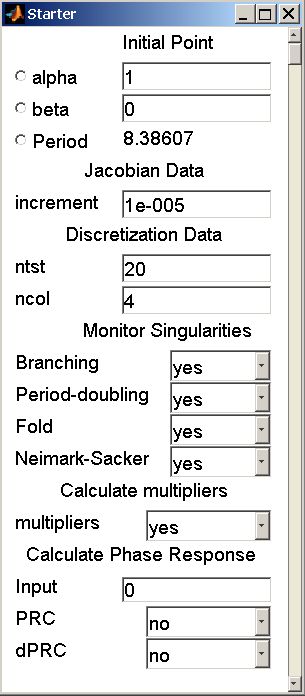 Starter
Initial Point
alpha 1
beta 0
Period 8.38607
Jacobian Data
increment 1e-005
Discretization Data
ntst 20
ncol 4
Monitor Singularities
Branching yes
Period-doubling yes
Fold yes
Neimark-Sacker yes
Calculate multipliers
multipliers yes
Calculate Phase Response
Input 0
PRC no
dPRC no